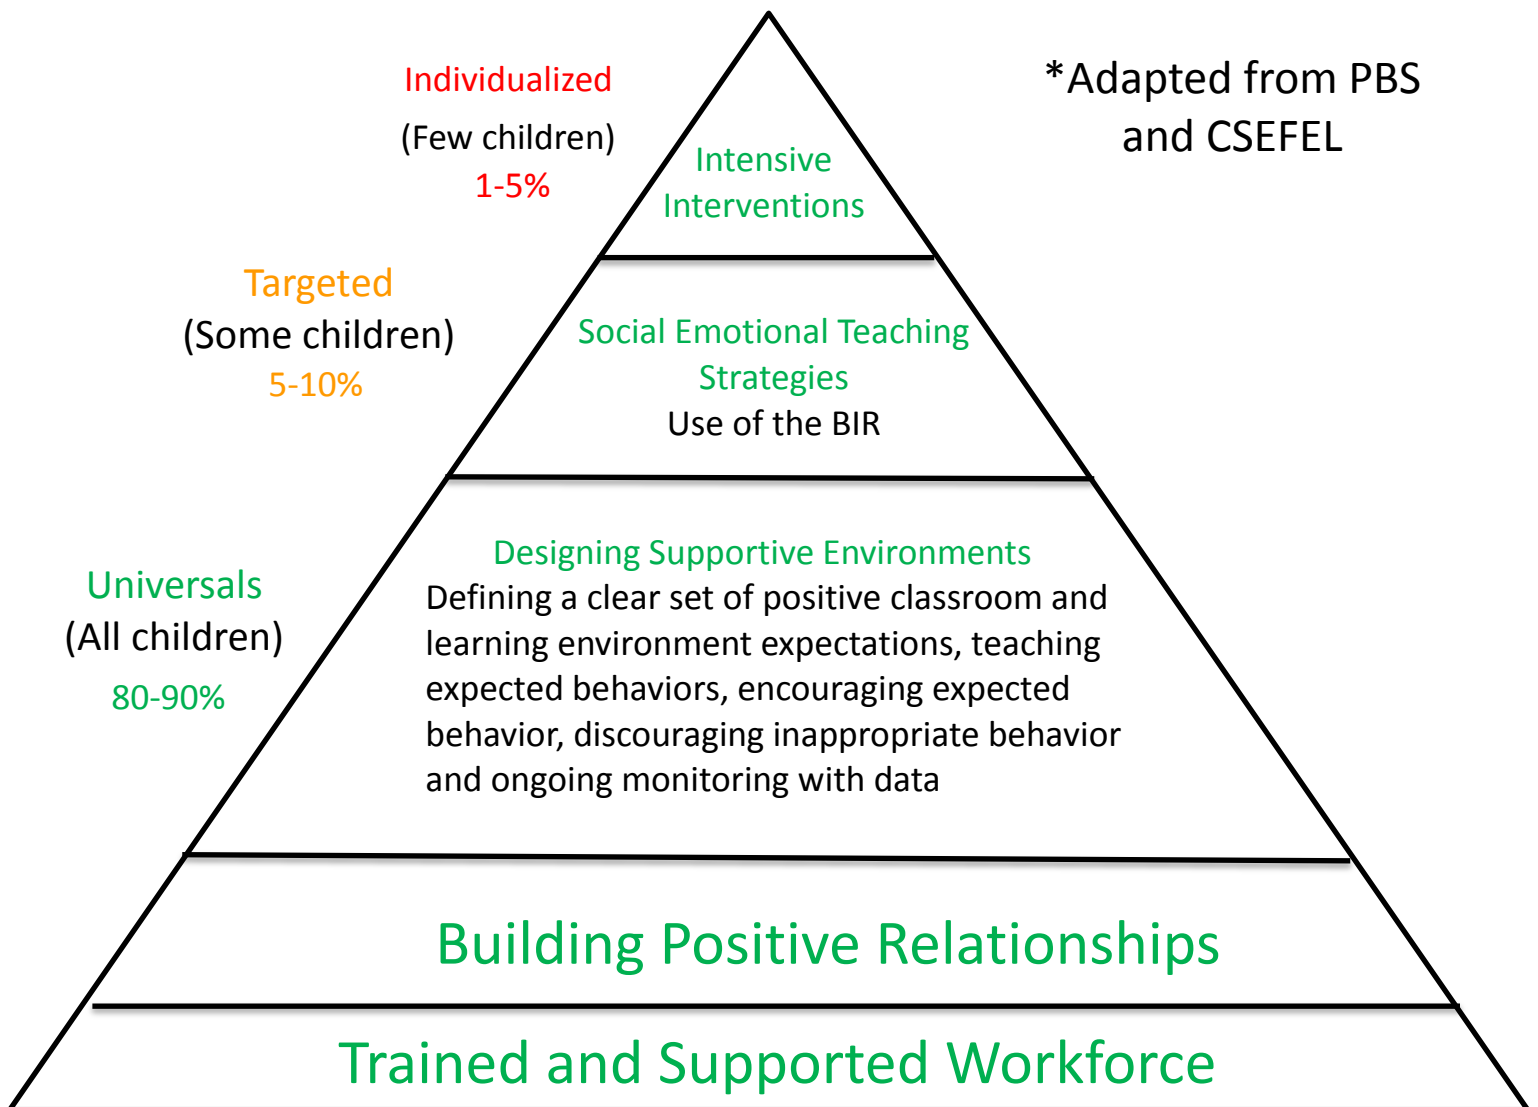 *Adapted from PBS
and CSEFEL
Individualized
(Few children)
1-5%
Intensive
Interventions
Targeted
(Some children)
5-10%
Social Emotional Teaching
Strategies
Use of the BIR
Universals
(All children)
80-90%
Designing Supportive Environments
Defining a clear set of positive classroom and
learning environment expectations, teaching
expected behaviors, encouraging expected
behavior, discouraging inappropriate behavior
and ongoing monitoring with data
Building Positive Relationships
Trained and Supported Workforce